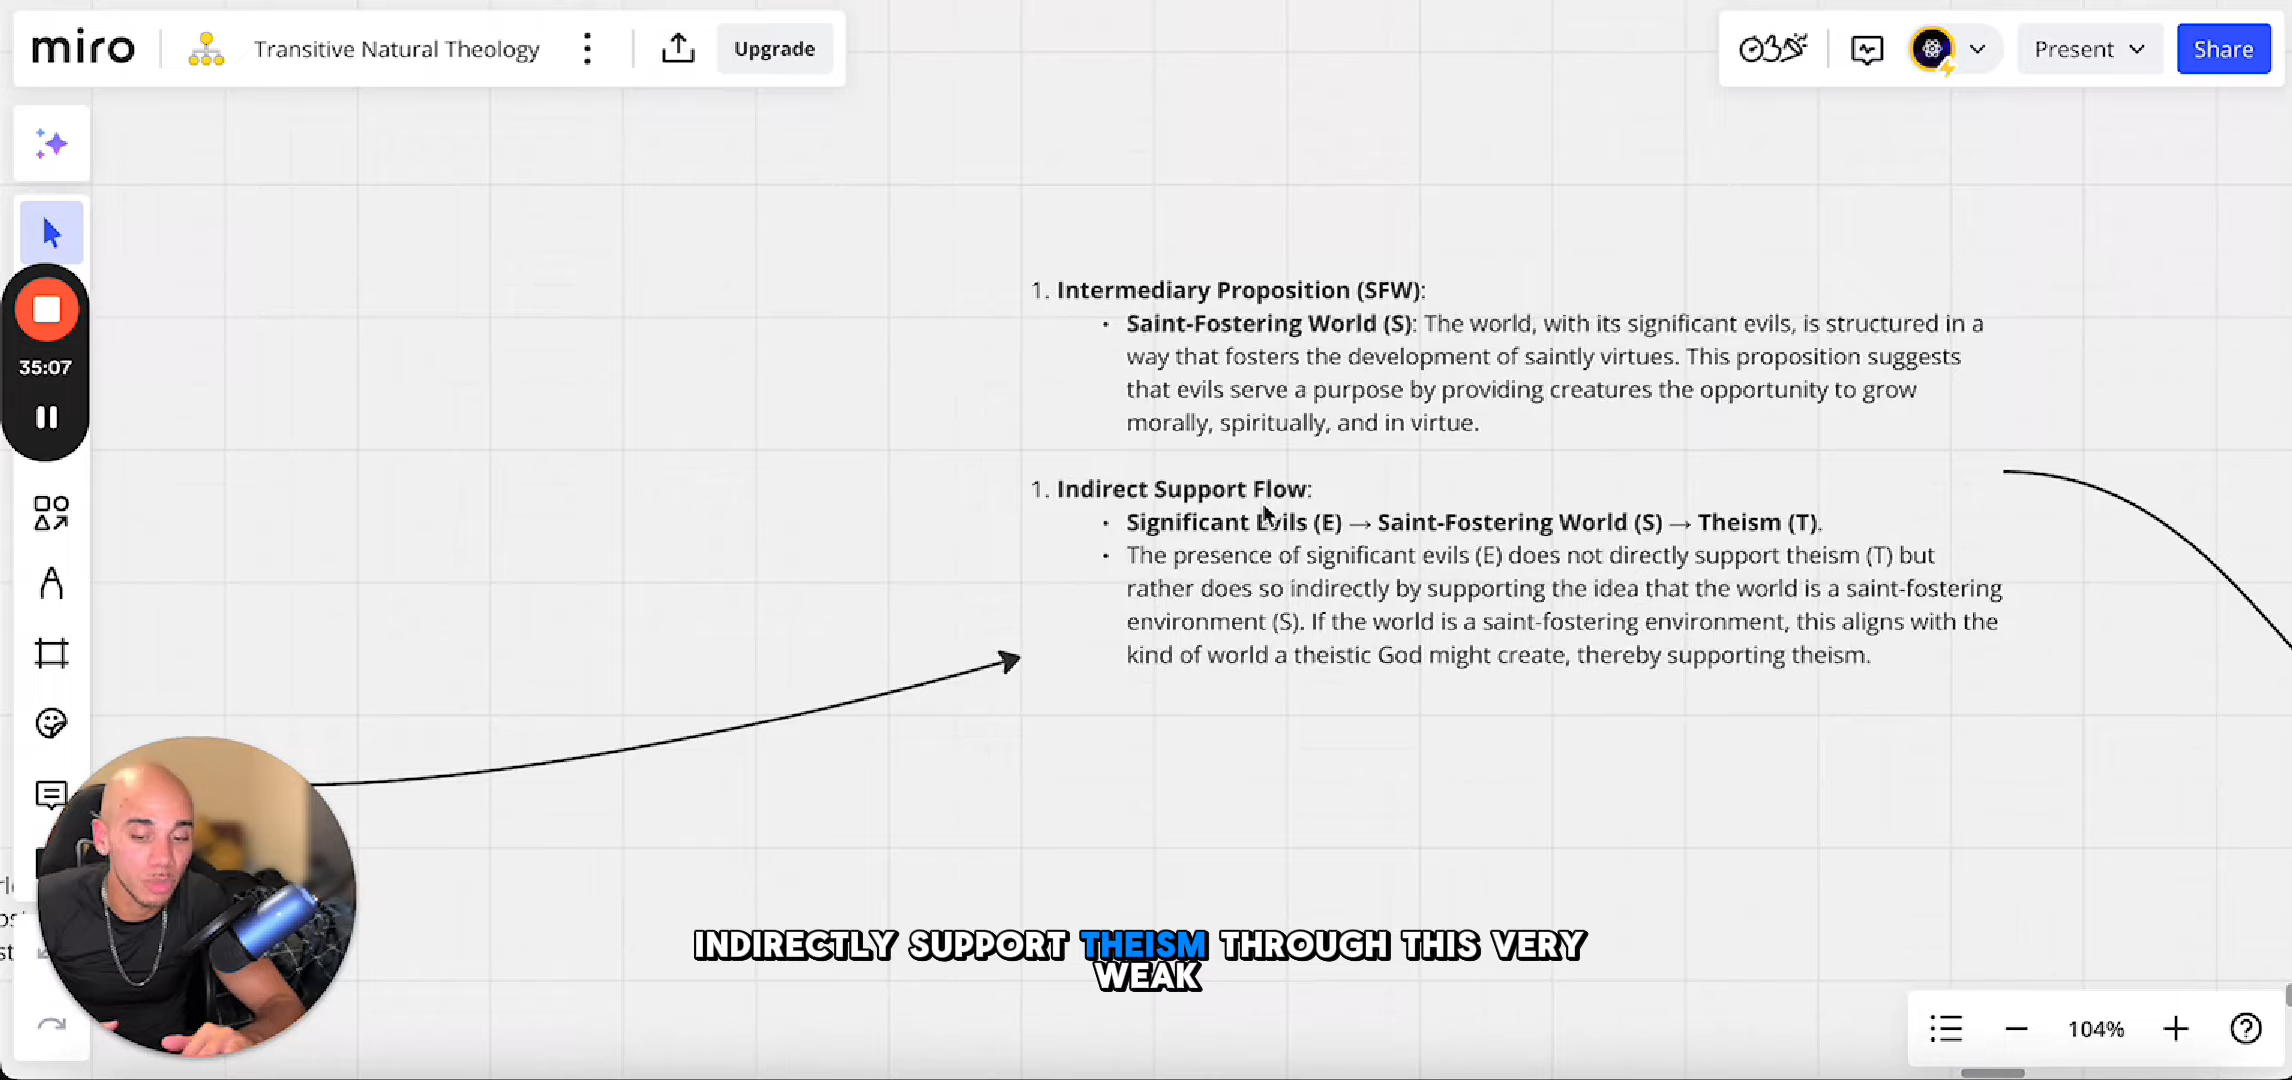 miro
Transitive Natural Theology
Upgrade
Present
Share
35:07
1. Intermediary Proposition (SFW):
• Saint-Fostering World (S): The world, with its significant evils, is structured in a
way that fosters the development of saintly virtues. This proposition suggests
that evils serve a purpose by providing creatures the opportunity to grow
morally, spiritually, and in virtue.
1. Indirect Support Flow:
• Significant Evils (E) → Saint-Fostering World (S) → Theism (T).
• The presence of significant evils (E) does not directly support theism (T) but
rather does so indirectly by supporting the idea that the world is a saint-fostering
environment (S). If the world is a saint-fostering environment, this aligns with the
kind of world a theistic God might create, thereby supporting theism.
INDIRECTLY SUPPORT THEISM THROUGH THIS VERY
WEAK
104%